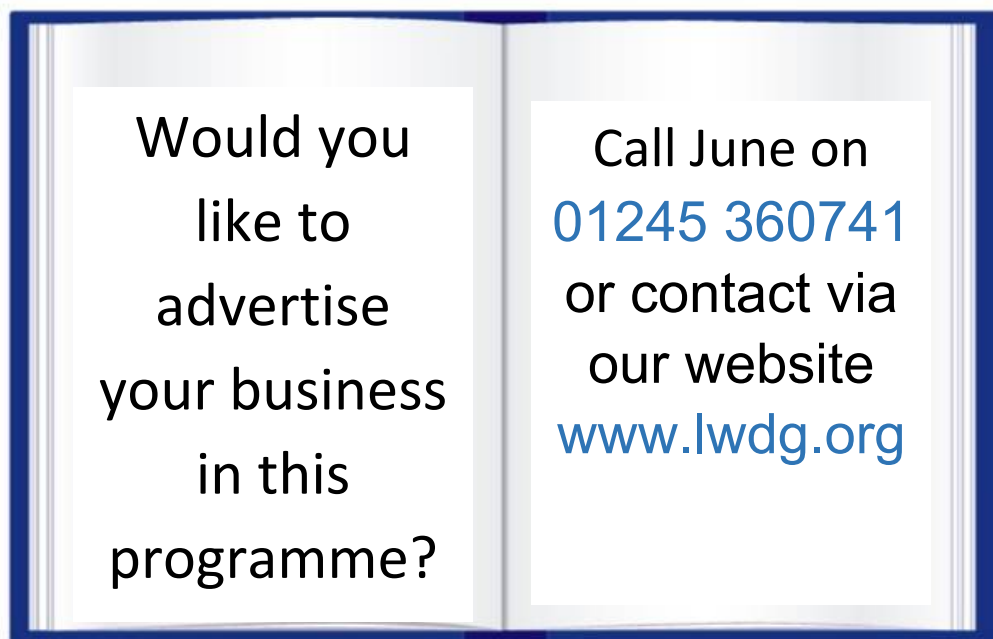 Would you
like to
advertise
your business
in this
programme?
Call June on
01245 360741
or contact via
our website
www.lwdg.org